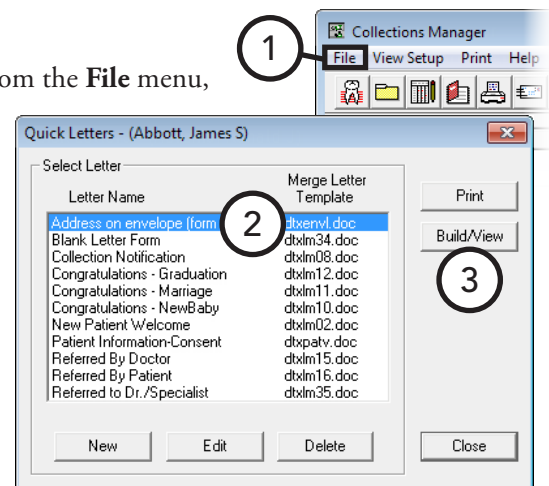 1
Collections Manager
File View Setup Print Help
om the File menu,
Quick Letters - (Abbott, James S)
Select Letter
Letter Name Merge Letter Template
Print
Build/View
2
3
Address on envelope (form dtxenvl.doc
Blank Letter Form dtxlm34.doc
Collection Notification dtxlm08.doc
Congratulations - Graduation dtxlm12.doc
Congratulations - Marriage dtxlm11.doc
Congratulations - NewBaby dtxlm10.doc
New Patient Welcome dtxlm02.doc
Patient Information-Consent dtxpatv.doc
Referred By Doctor dtxlm15.doc
Referred By Patient dtxlm16.doc
Referred to Dr./Specialist dtxlm35.doc
New Edit Delete Close